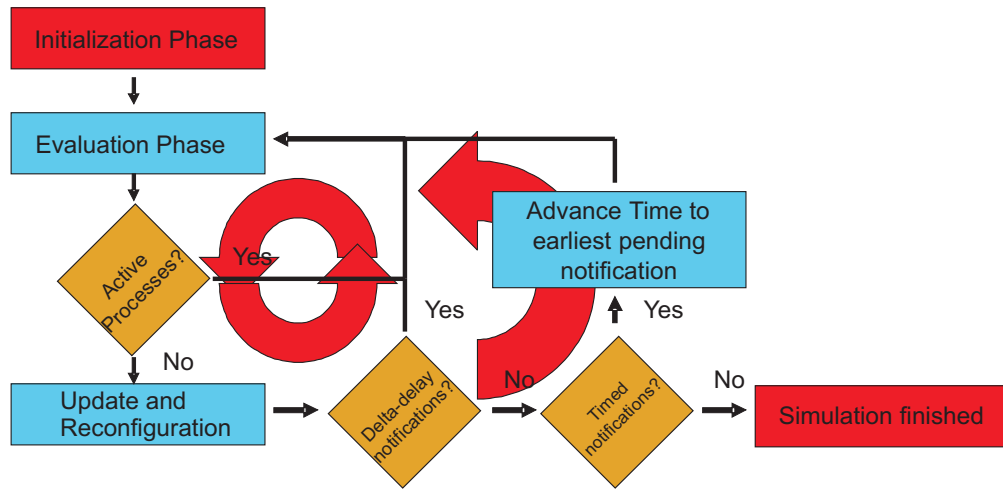 Initialization Phase
Evaluation Phase
Active
Processes?
Yes
No
Update and
Reconfiguration
Delta-delay
notifications?
Yes
No
Timed
notifications?
Yes
Advance Time to
earliest pending
notification
No
Simulation finished